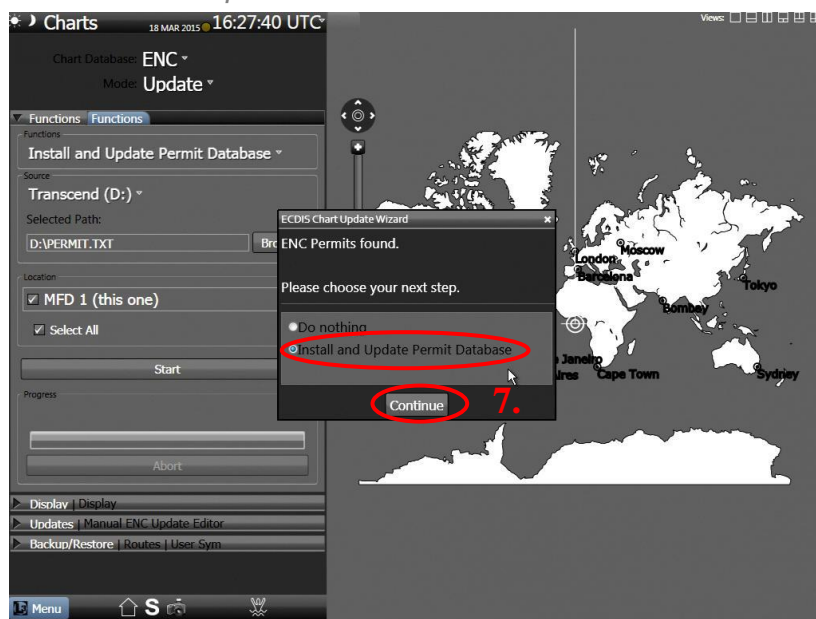 Charts 18 MAR 2015 16:27:40 UTC
Views:
Chart Database: ENC
Mode: Update
Functions Functions
Functions
Install and Update Permit Database
Source
Transcend (D:)
Selected Path:
D:\PERMIT.TXT
Location
MFD 1 (this one)
Select All
Start
Progress
Abort
Display | Display
Updates | Manual ENC Update Editor
Backup/Restore | Routes | User Sym
Menu
S
ECDIS Chart Update Wizard ×
ENC Permits found.
Please choose your next step.
Do nothing
Install and Update Permit Database
Continue 7.
London
Moscow
Barcelona
Tokyo
Bombay
Janeiro
Cape Town
Sydney